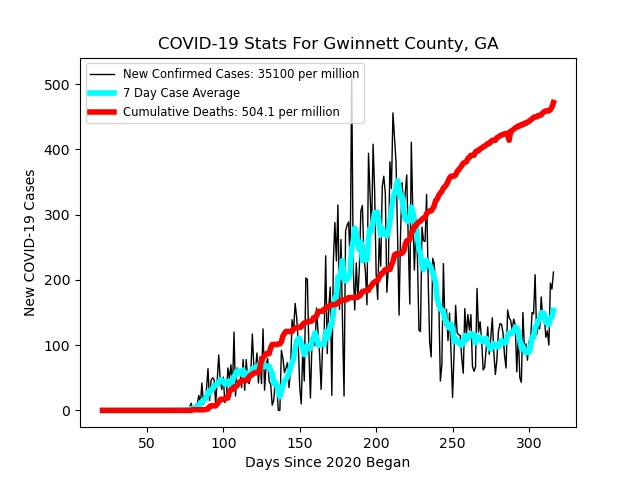 COVID-19 Stats For Gwinnett County, GA
New Confirmed Cases: 35100 per million
7 Day Case Average
Cumulative Deaths: 504.1 per million
New COVID-19 Cases
500
400
300
200
100
0
50
100
150
200
250
300
Days Since 2020 Began